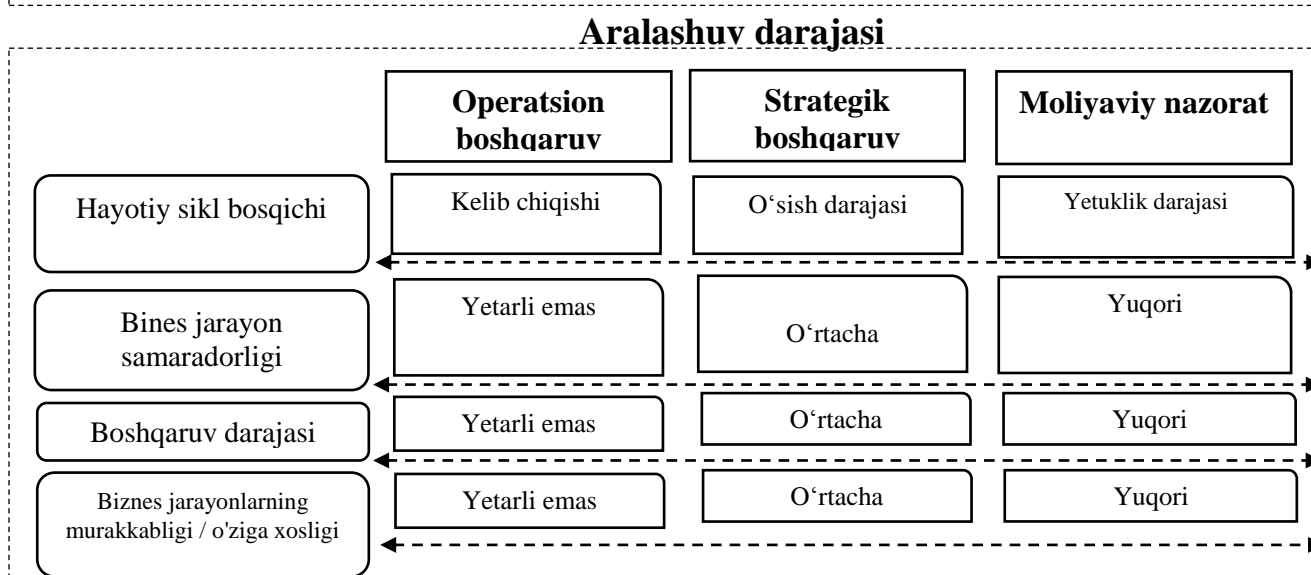 Aralashuv darajasi
Operatsion
boshqaruv
Strategik
boshqaruv
Moliyaviy nazorat
Hayotiy sikl bosqichi
Kelib chiqishi
O‘sish darajasi
Yetuklik darajasi
Bines jarayon
samaradorligi
Yetarli emas
O‘rtacha
Yuqori
Boshqaruv darajasi
Yetarli emas
O‘rtacha
Yuqori
Biznes jarayonlarning
murakkabligi / o'ziga xosligi
Yetarli emas
O‘rtacha
Yuqori